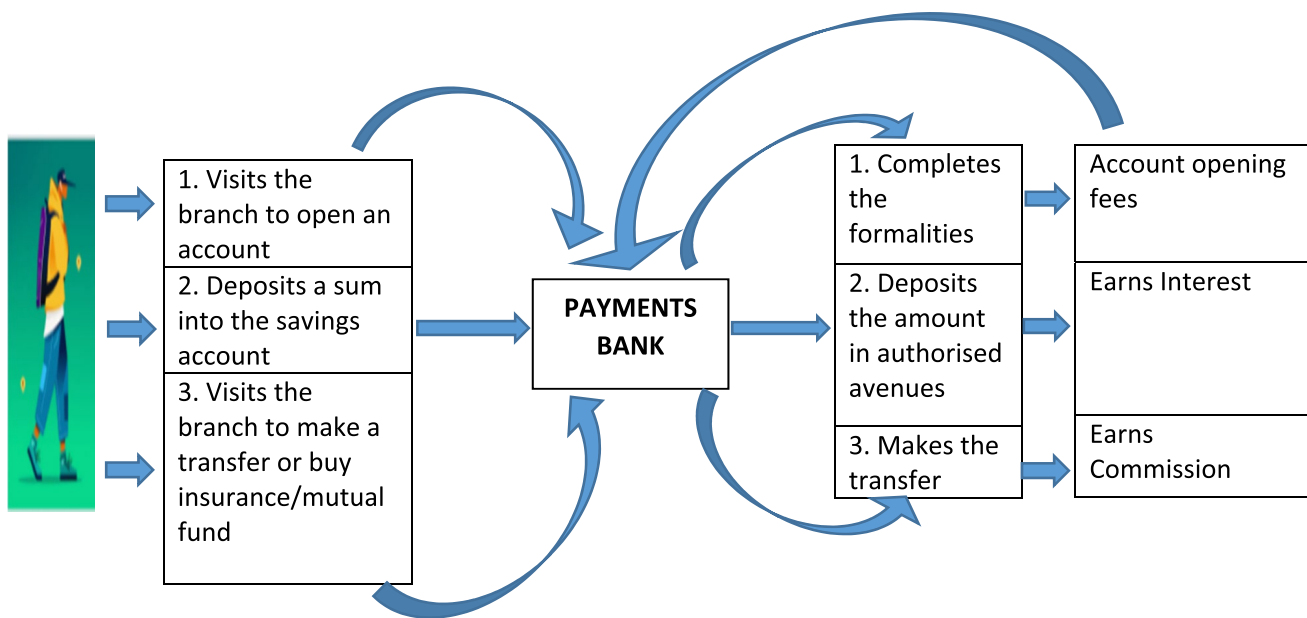 1. Visits the
branch to open an
account
2. Deposits a sum
into the savings
account
3. Visits the
branch to make a
transfer or buy
insurance/mutual
fund
PAYMENTS
BANK
1. Completes
the
formalities
2. Deposits
the amount
in authorised
avenues
3. Makes the
transfer
Account opening
fees
Earns Interest
Earns
Commission